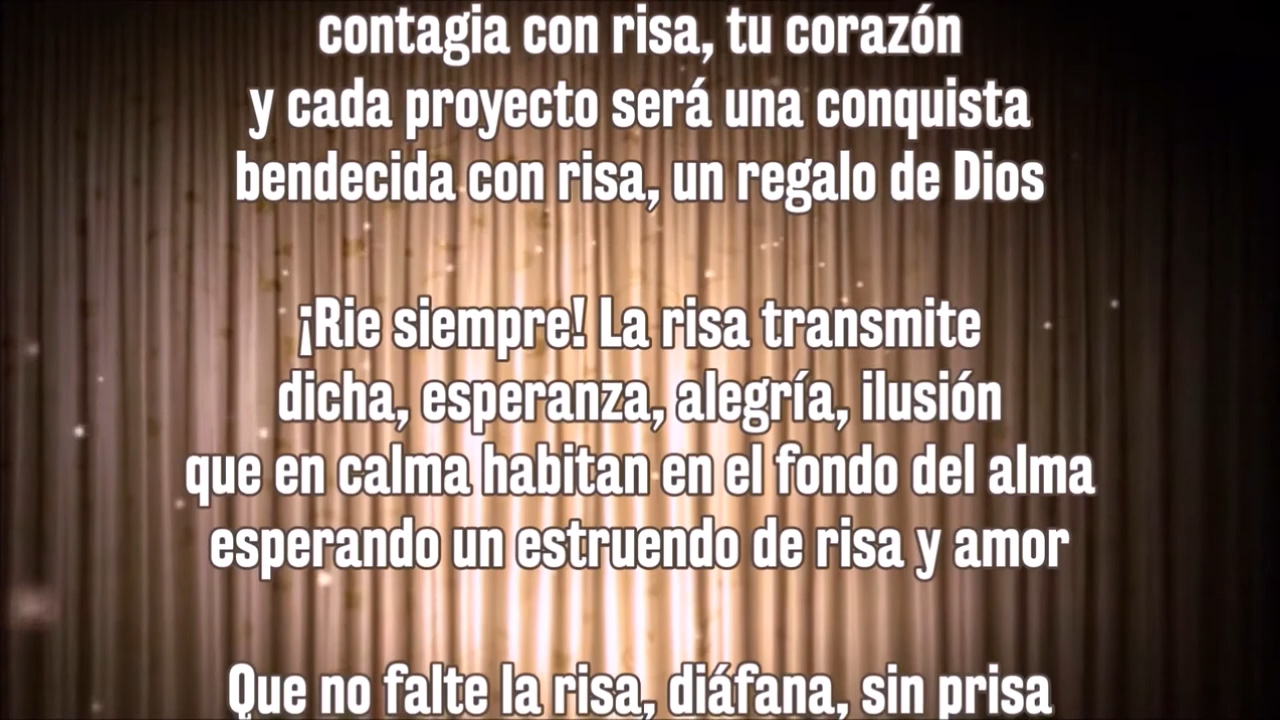 contagia con risa, tu corazón
y cada proyecto será una conquista
bendecida con risa, un regalo de Dios
¡Rie siempre! La risa transmite
dicha, esperanza, alegría, ilusión
que en calma habitan en el fondo del alma
esperando un estruendo de risa y amor
Que no falte la risa, diáfana, sin prisa